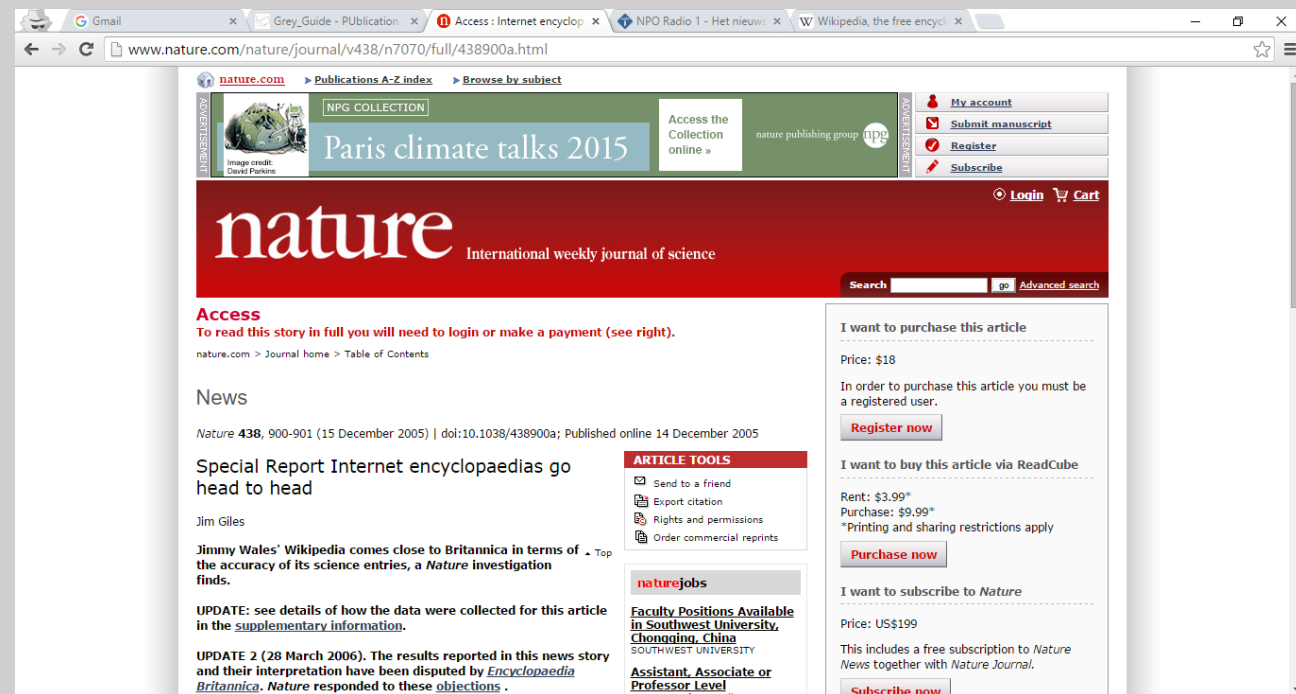 Gmail
Grey_Guide - PUblication
Access : Internet encyclop
NPO Radio 1 - Het nieuws
Wikipedia, the free encycl
www.nature.com/nature/journal/v438/n7070/full/438900a.html
nature.com
Publications A-Z index
Browse by subject
ADVERTISEMENT
Image credit:
David Parkins
NPG COLLECTION
Paris climate talks 2015
Access the
Collection
online »
nature publishing group npg
ADVERTISEMENT
My account
Submit manuscript
Register
Subscribe
Login
Cart
nature
International weekly journal of science
Search
go
Advanced search
Access
To read this story in full you will need to login or make a payment (see right).
nature.com > Journal home > Table of Contents
News
Nature 438, 900-901 (15 December 2005) | doi:10.1038/438900a; Published online 14 December 2005
Special Report Internet encyclopaedias go
head to head
Jim Giles
Jimmy Wales' Wikipedia comes close to Britannica in terms of
the accuracy of its science entries, a Nature investigation
finds.
Top
UPDATE: see details of how the data were collected for this article
in the supplementary information.
UPDATE 2 (28 March 2006). The results reported in this news story
and their interpretation have been disputed by Encyclopaedia
Britannica. Nature responded to these objections .
ARTICLE TOOLS
Send to a friend
Export citation
Rights and permissions
Order commercial reprints
naturejobs
Faculty Positions Available
in Southwest University,
Chongqing, China
SOUTHWEST UNIVERSITY
Assistant, Associate or
Professor Level
I want to purchase this article
Price: $18
In order to purchase this article you must be
a registered user.
Register now
I want to buy this article via ReadCube
Rent: $3.99*
Purchase: $9.99*
*Printing and sharing restrictions apply
Purchase now
I want to subscribe to Nature
Price: US$199
This includes a free subscription to Nature
News together with Nature Journal.
Subscribe now